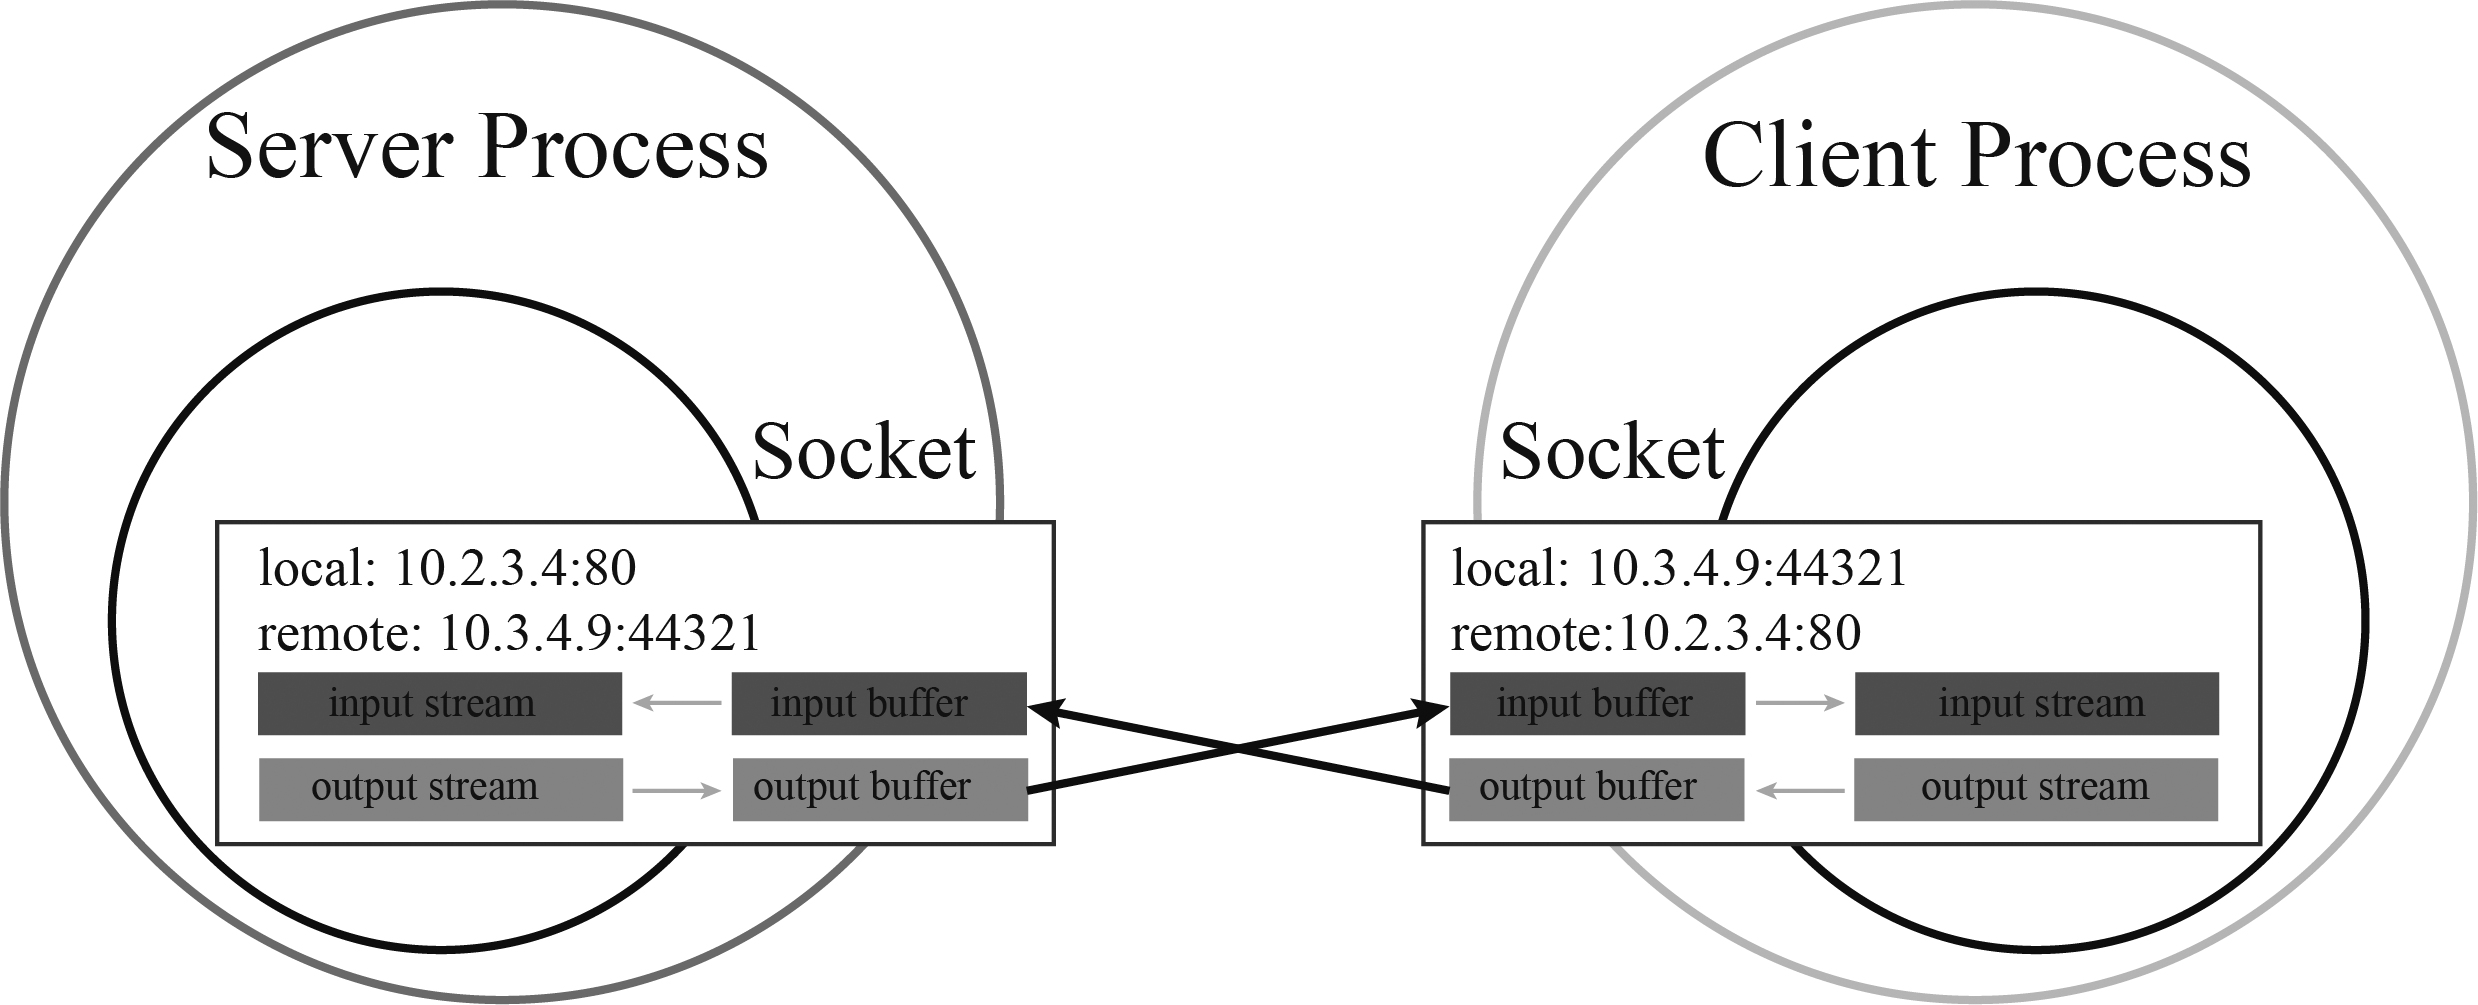 Server Process
Socket
local: 10.2.3.4:80
remote: 10.3.4.9:44321
input stream
input buffer
output stream
output buffer
Client Process
Socket
local: 10.3.4.9:44321
remote:10.2.3.4:80
input buffer
input stream
output buffer
output stream